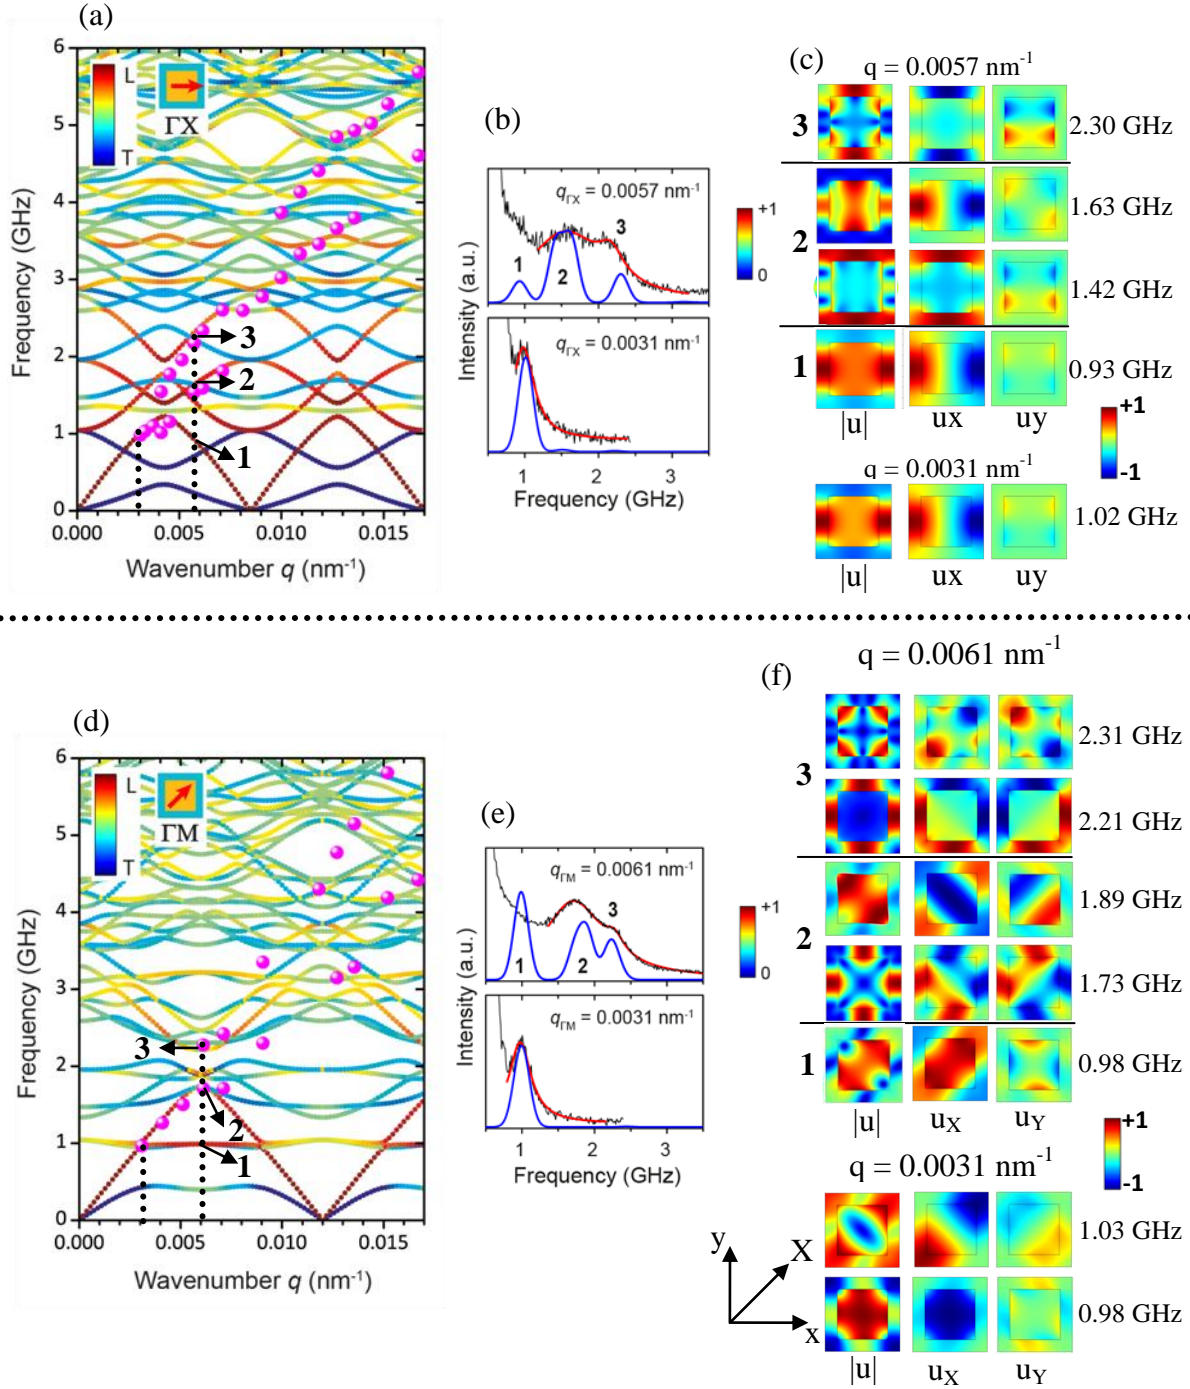 (a)
6
5
4
3
2
1
0
Frequency (GHz)
L
T
ΓX
3
2
1
0.000 0.005 0.010 0.015
Wavenumber q (nm⁻¹)
(b)
qΓX = 0.0057 nm⁻¹
1
2
3
qΓX = 0.0031 nm⁻¹
Intensity (a.u.)
1 2 3
Frequency (GHz)
(c)
q = 0.0057 nm⁻¹
3
2.30 GHz
+1
0
2
1.63 GHz
1.42 GHz
1
0.93 GHz
|u| ux uy
+1
-1
q = 0.0031 nm⁻¹
1.02 GHz
|u| ux uy
(d)
6
5
4
3
2
1
0
Frequency (GHz)
L
T
ΓM
3
2
1
0.000 0.005 0.010 0.015
Wavenumber q (nm⁻¹)
(e)
qΓM = 0.0061 nm⁻¹
1
2
3
qΓM = 0.0031 nm⁻¹
Intensity (a.u.)
1 2 3
Frequency (GHz)
q = 0.0061 nm⁻¹
(f)
3
2.31 GHz
2.21 GHz
+1
0
2
1.89 GHz
1.73 GHz
1
0.98 GHz
|u| uX uY
+1
-1
q = 0.0031 nm⁻¹
1.03 GHz
0.98 GHz
|u| uX uY
y
X
x